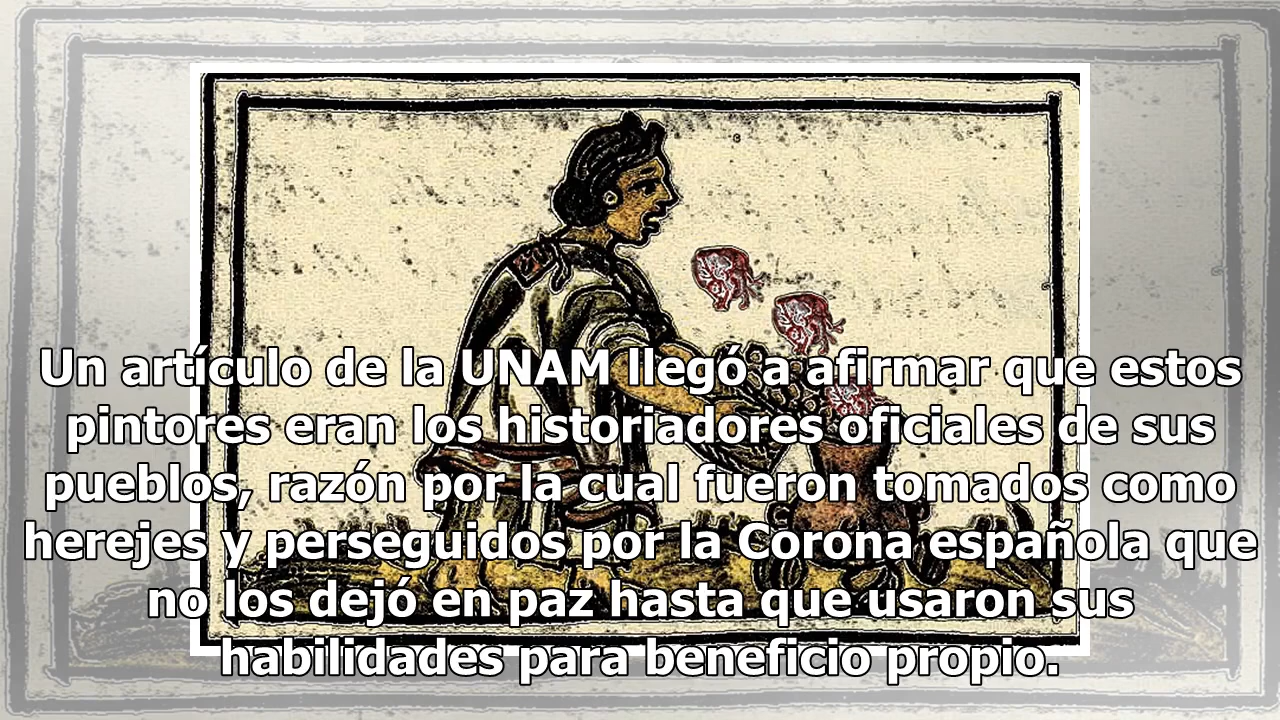 Un artículo de la UNAM llegó a afirmar que estos
pintores eran los historiadores oficiales de sus
pueblos, razón por la cual fueron tomados como
herejes y perseguidos por la Corona española que
no los dejó en paz hasta que usaron sus
habilidades para beneficio propio.